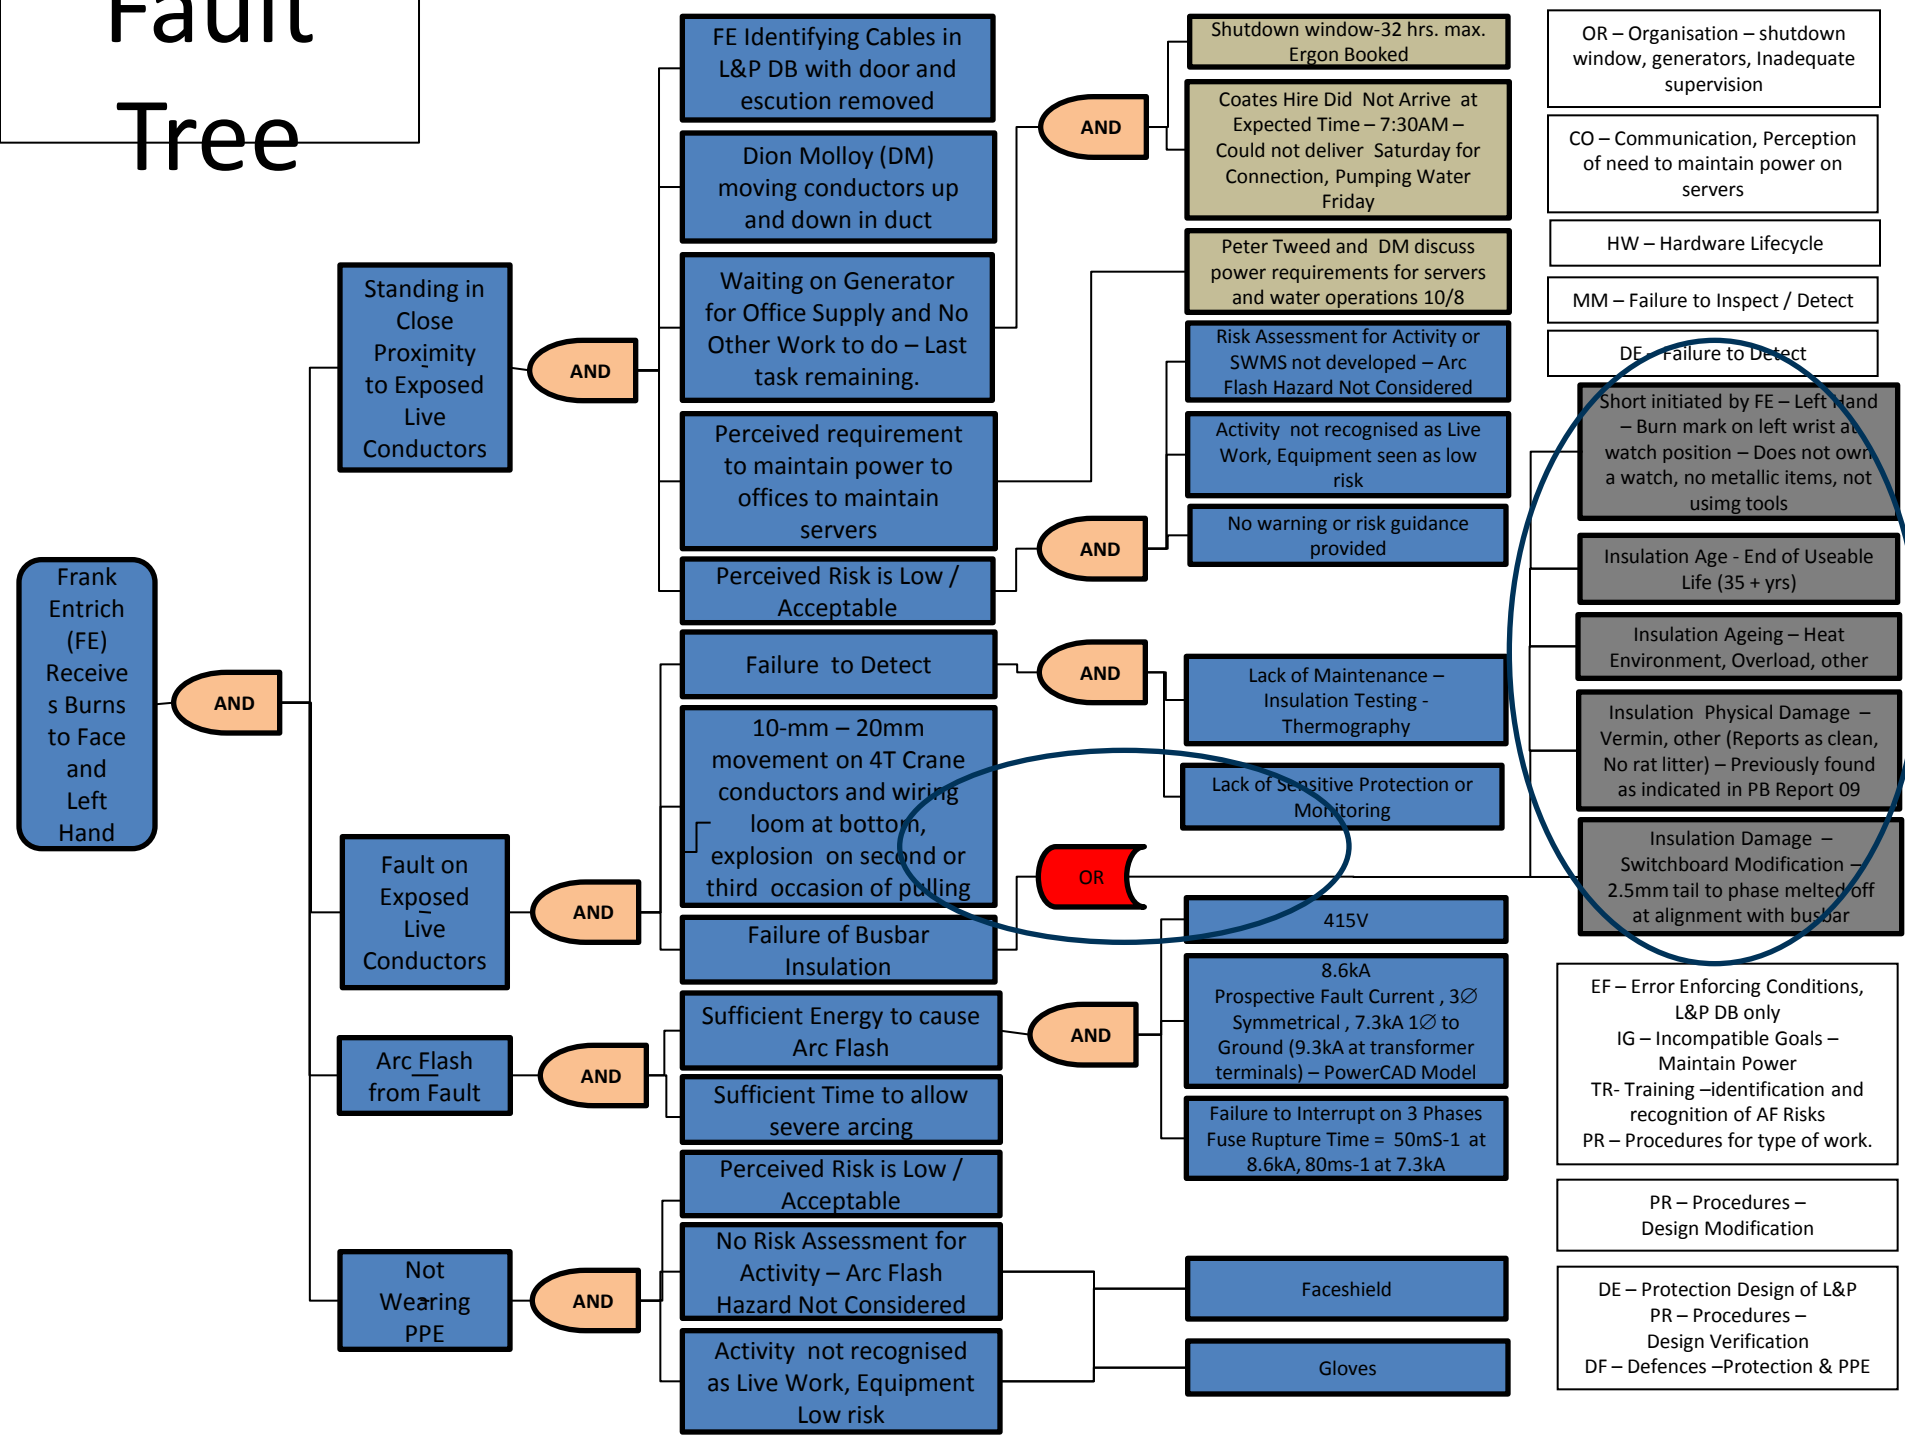 Fault
Tree
Frank
Entrich
(FE)
Receive
s Burns
to Face
and
Left
Hand
AND
Standing in
Close
Proximity
to Exposed
Live
Conductors
AND
Fault on
Exposed
Live
Conductors
AND
Arc Flash
from Fault
AND
Not
Wearing
PPE
AND
FE Identifying Cables in
L&P DB with door and
escution removed
Dion Molloy (DM)
moving conductors up
and down in duct
Waiting on Generator
for Office Supply and No
Other Work to do – Last
task remaining.
Perceived requirement
to maintain power to
offices to maintain
servers
Perceived Risk is Low /
Acceptable
Failure to Detect
10-mm – 20mm
movement on 4T Crane
conductors and wiring
loom at bottom,
explosion on second or
third occasion of pulling
Failure of Busbar
Insulation
Sufficient Energy to cause
Arc Flash
Sufficient Time to allow
severe arcing
Perceived Risk is Low /
Acceptable
No Risk Assessment for
Activity – Arc Flash
Hazard Not Considered
Activity not recognised
as Live Work, Equipment
Low risk
AND
AND
AND
OR
AND
Shutdown window-32 hrs. max.
Ergon Booked
Coates Hire Did Not Arrive at
Expected Time – 7:30AM –
Could not deliver Saturday for
Connection, Pumping Water
Friday
Peter Tweed and DM discuss
power requirements for servers
and water operations 10/8
Risk Assessment for Activity or
SWMS not developed – Arc
Flash Hazard Not Considered
Activity not recognised as Live
Work, Equipment seen as low
risk
No warning or risk guidance
provided
Lack of Maintenance –
Insulation Testing -
Thermography
Lack of Sensitive Protection or
Monitoring
415V
8.6kA
Prospective Fault Current , 3∅
Symmetrical , 7.3kA 1∅ to
Ground (9.3kA at transformer
terminals) – PowerCAD Model
Failure to Interrupt on 3 Phases
Fuse Rupture Time = 50mS-1 at
8.6kA, 80ms-1 at 7.3kA
Faceshield
Gloves
OR – Organisation – shutdown
window, generators, Inadequate
supervision
CO – Communication, Perception
of need to maintain power on
servers
HW – Hardware Lifecycle
MM – Failure to Inspect / Detect
DE – Failure to Detect
Short initiated by FE – Left Hand
– Burn mark on left wrist at
watch position – Does not own
a watch, no metallic items, not
usimg tools
Insulation Age - End of Useable
Life (35 + yrs)
Insulation Ageing – Heat
Environment, Overload, other
Insulation Physical Damage –
Vermin, other (Reports as clean,
No rat litter) – Previously found
as indicated in PB Report 09
Insulation Damage –
Switchboard Modification –
2.5mm tail to phase melted off
at alignment with busbar
EF – Error Enforcing Conditions,
L&P DB only
IG – Incompatible Goals –
Maintain Power
TR- Training –identification and
recognition of AF Risks
PR – Procedures for type of work.
PR – Procedures –
Design Modification
DE – Protection Design of L&P
PR – Procedures –
Design Verification
DF – Defences –Protection & PPE